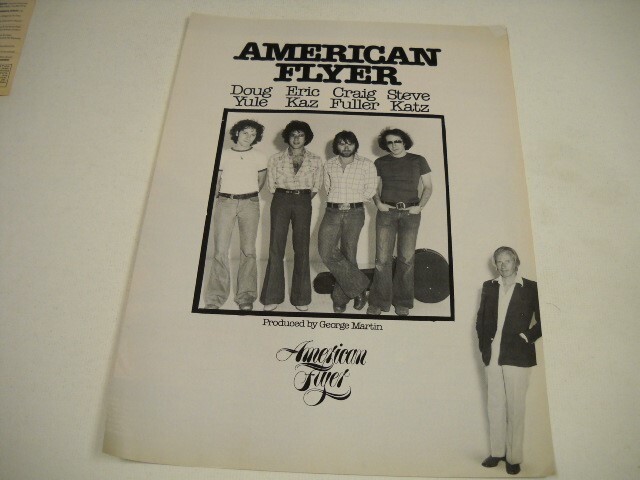 AMERICAN
FLYER
Doug Eric Craig Steve
Yule Kaz Fuller Katz
Produced by George Martin
American
Flyer